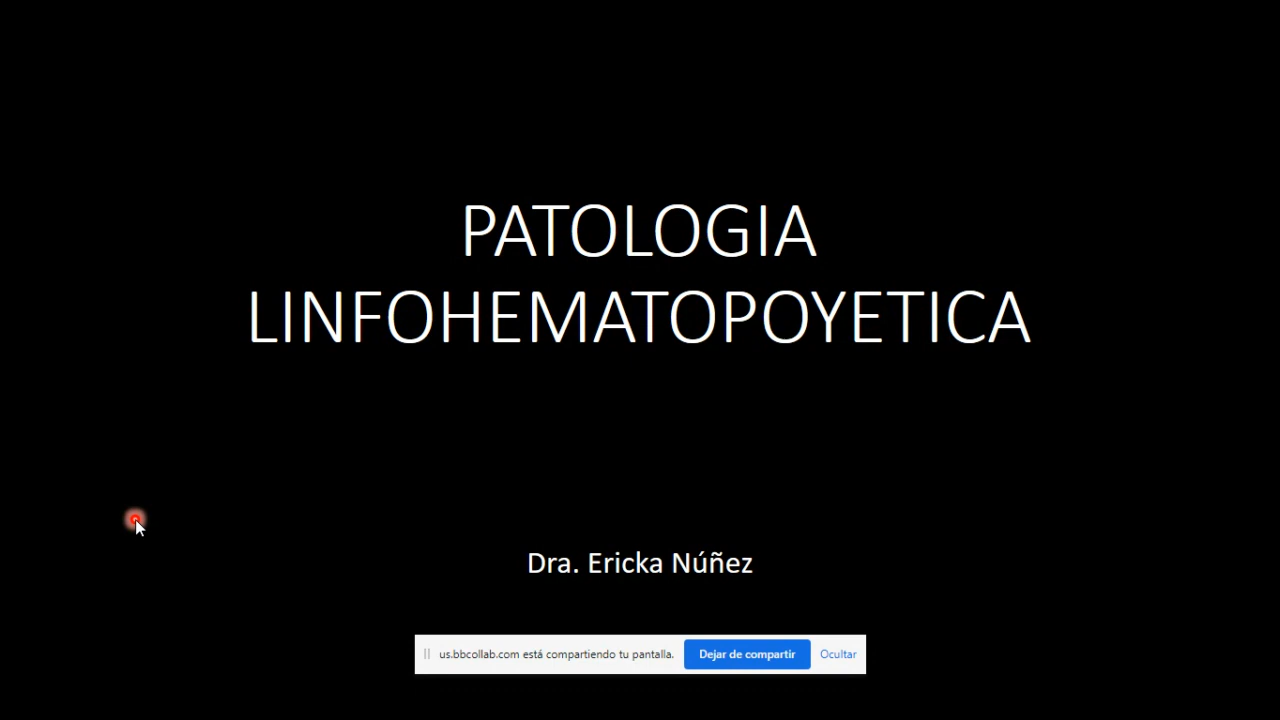 PATOLOGIA
LINFOHEMATOPOYETICA
Dra. Ericka Núñez
us.bbcollab.com está compartiendo tu pantalla. Dejar de compartir Ocultar